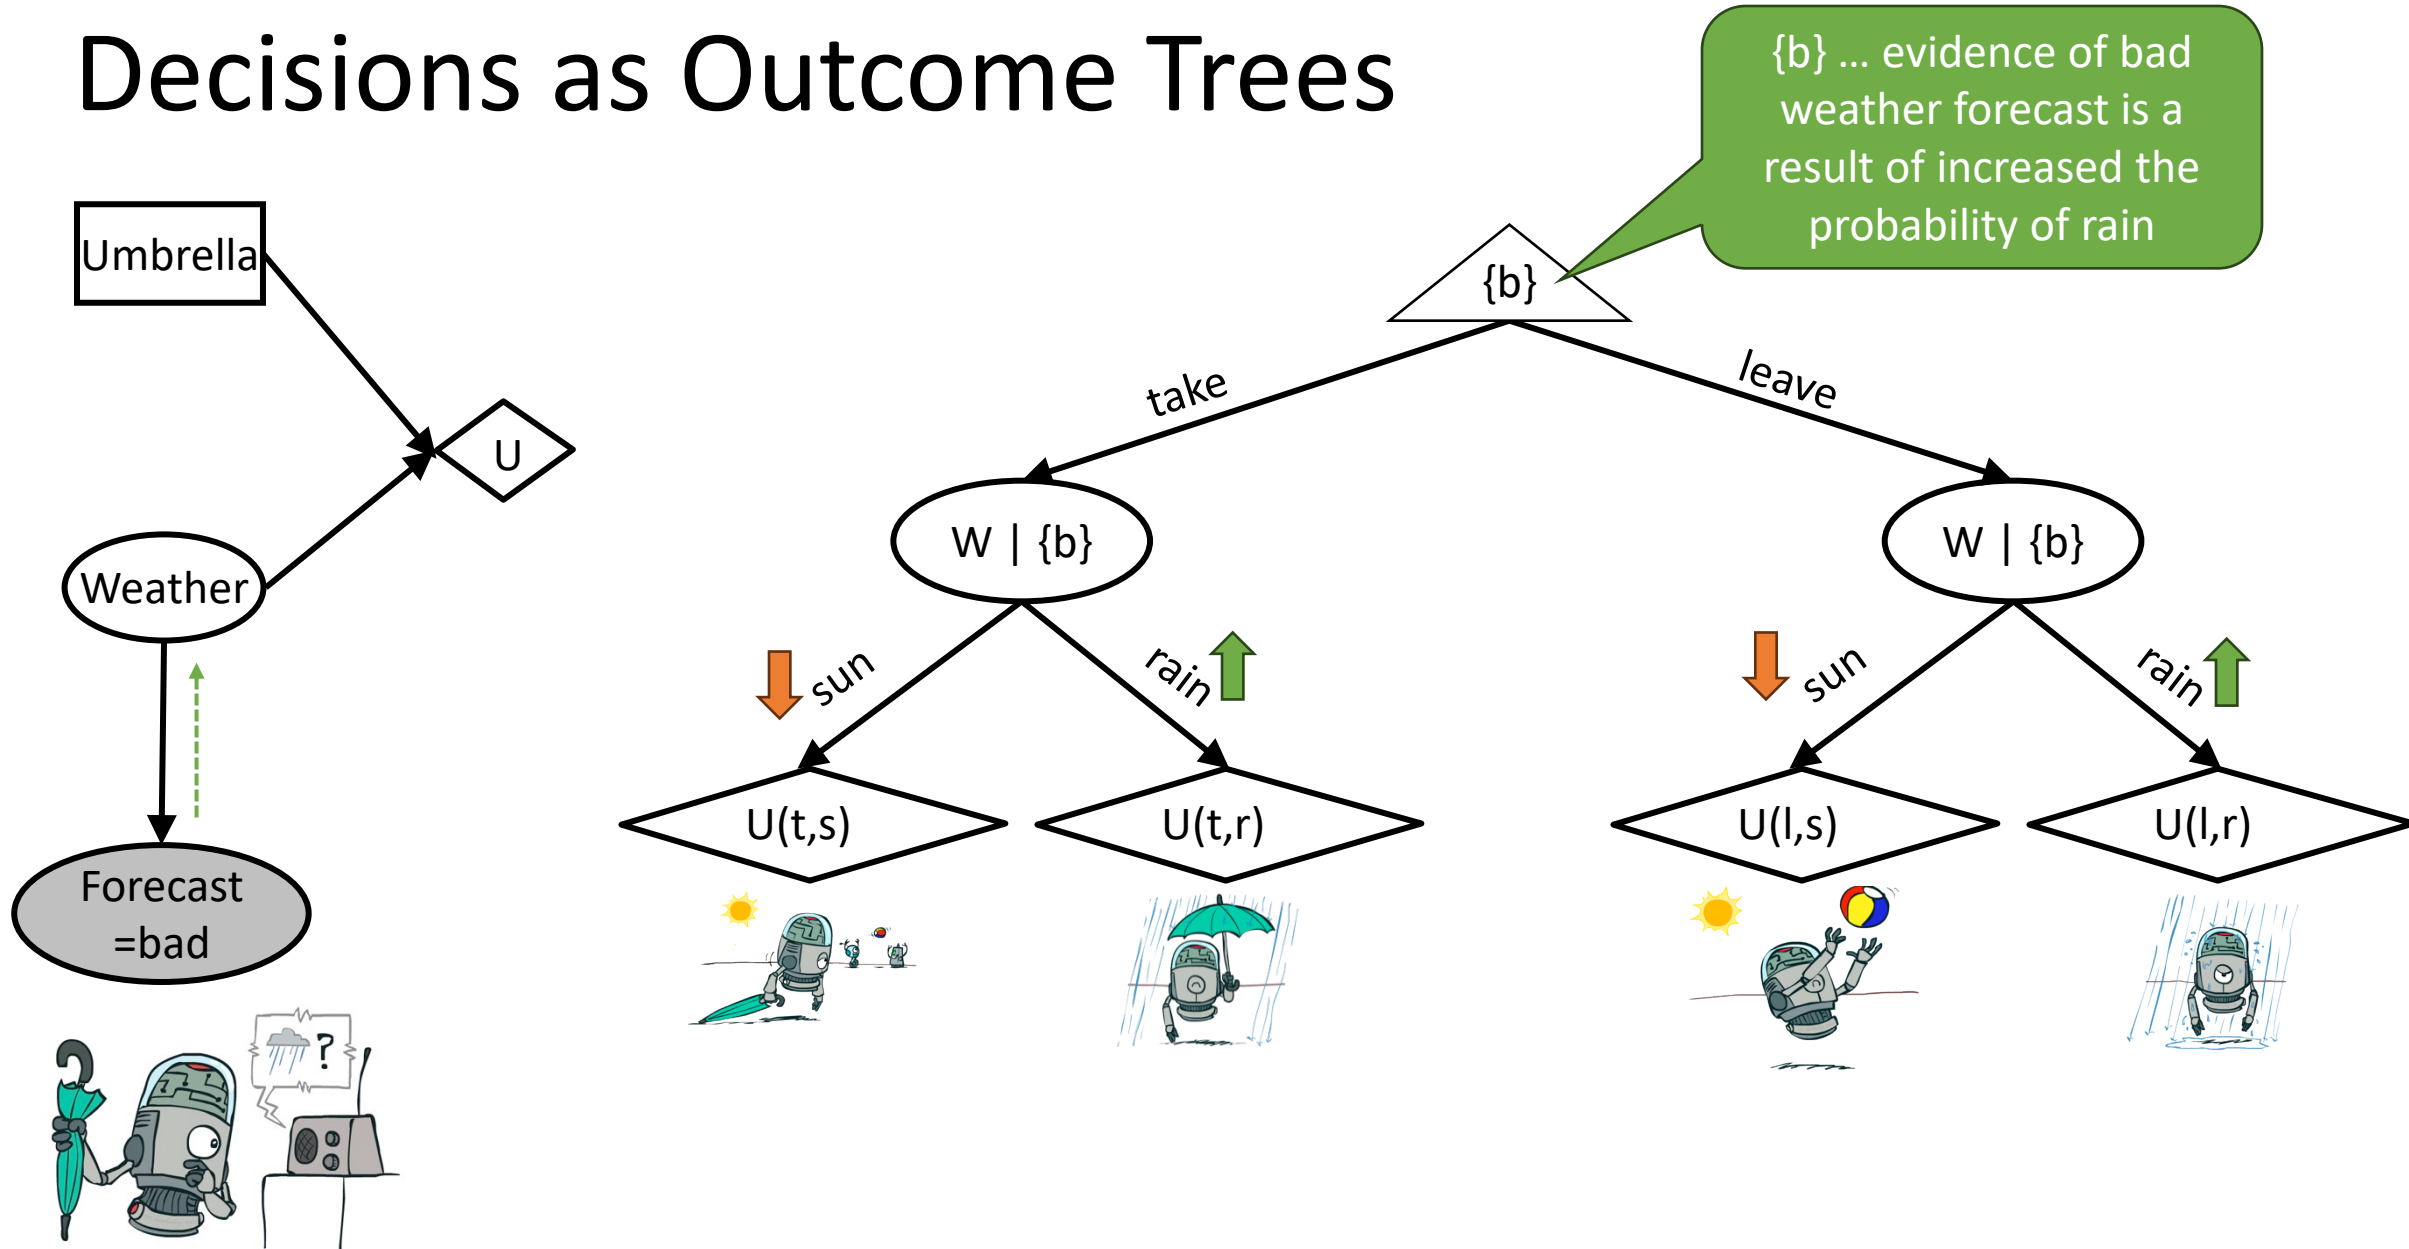 Decisions as Outcome Trees
{b} ... evidence of bad
weather forecast is a
result of increased the
probability of rain
Umbrella
U
Weather
Forecast
=bad
?
{b}
take
leave
W | {b}
W | {b}
sun
rain
sun
rain
U(t,s)
U(t,r)
U(l,s)
U(l,r)